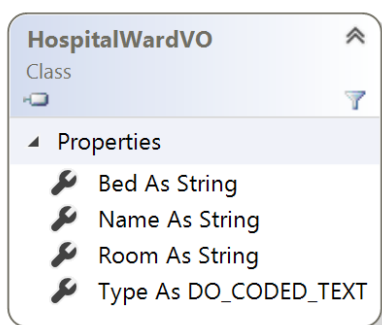 HospitalWardVO
Class
Properties
Bed As String
Name As String
Room As String
Type As DO_CODED_TEXT